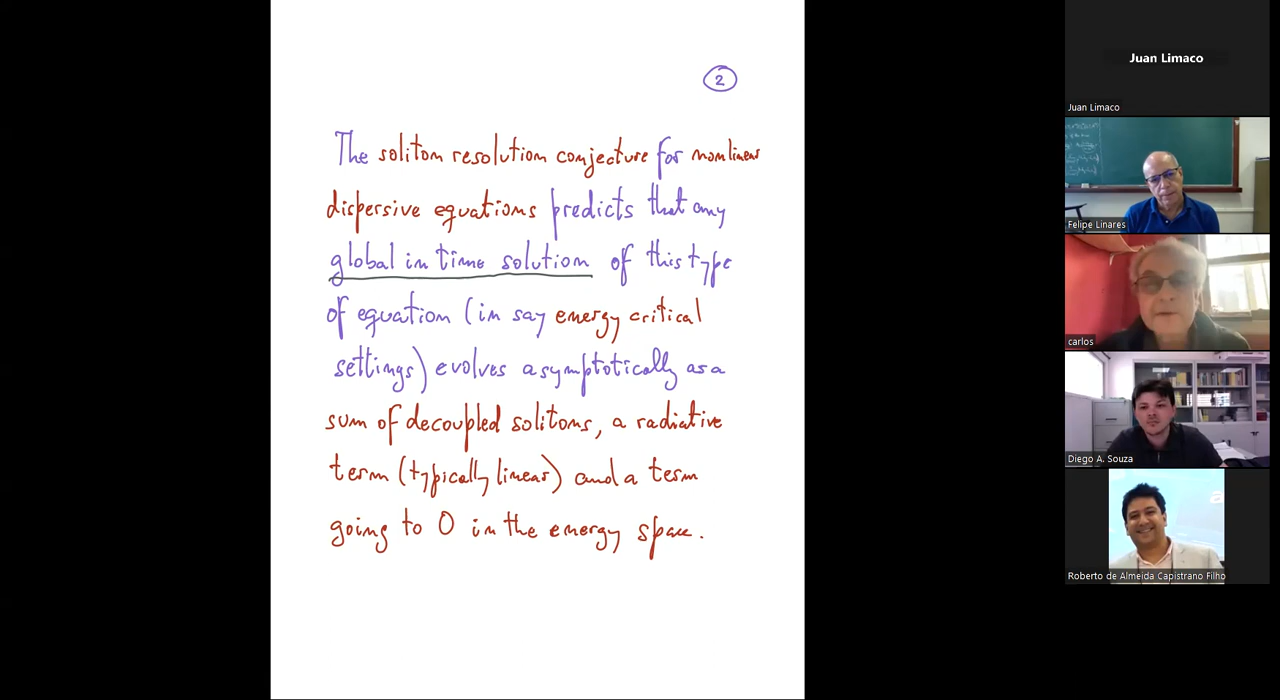 2
The soliton resolution conjecture for nonlinear
dispersive equations predicts that any
global in time solution of this type
of equation (in say energy critical
settings) evolves asymptotically as a
sum of decoupled solitons, a radiative
term (typically linear) and a term
going to 0 in the energy space.
Juan Limaco
Juan Limaco
Felipe Linares
carlos
Diego A. Souza
Roberto de Almeida Capistrano Filho